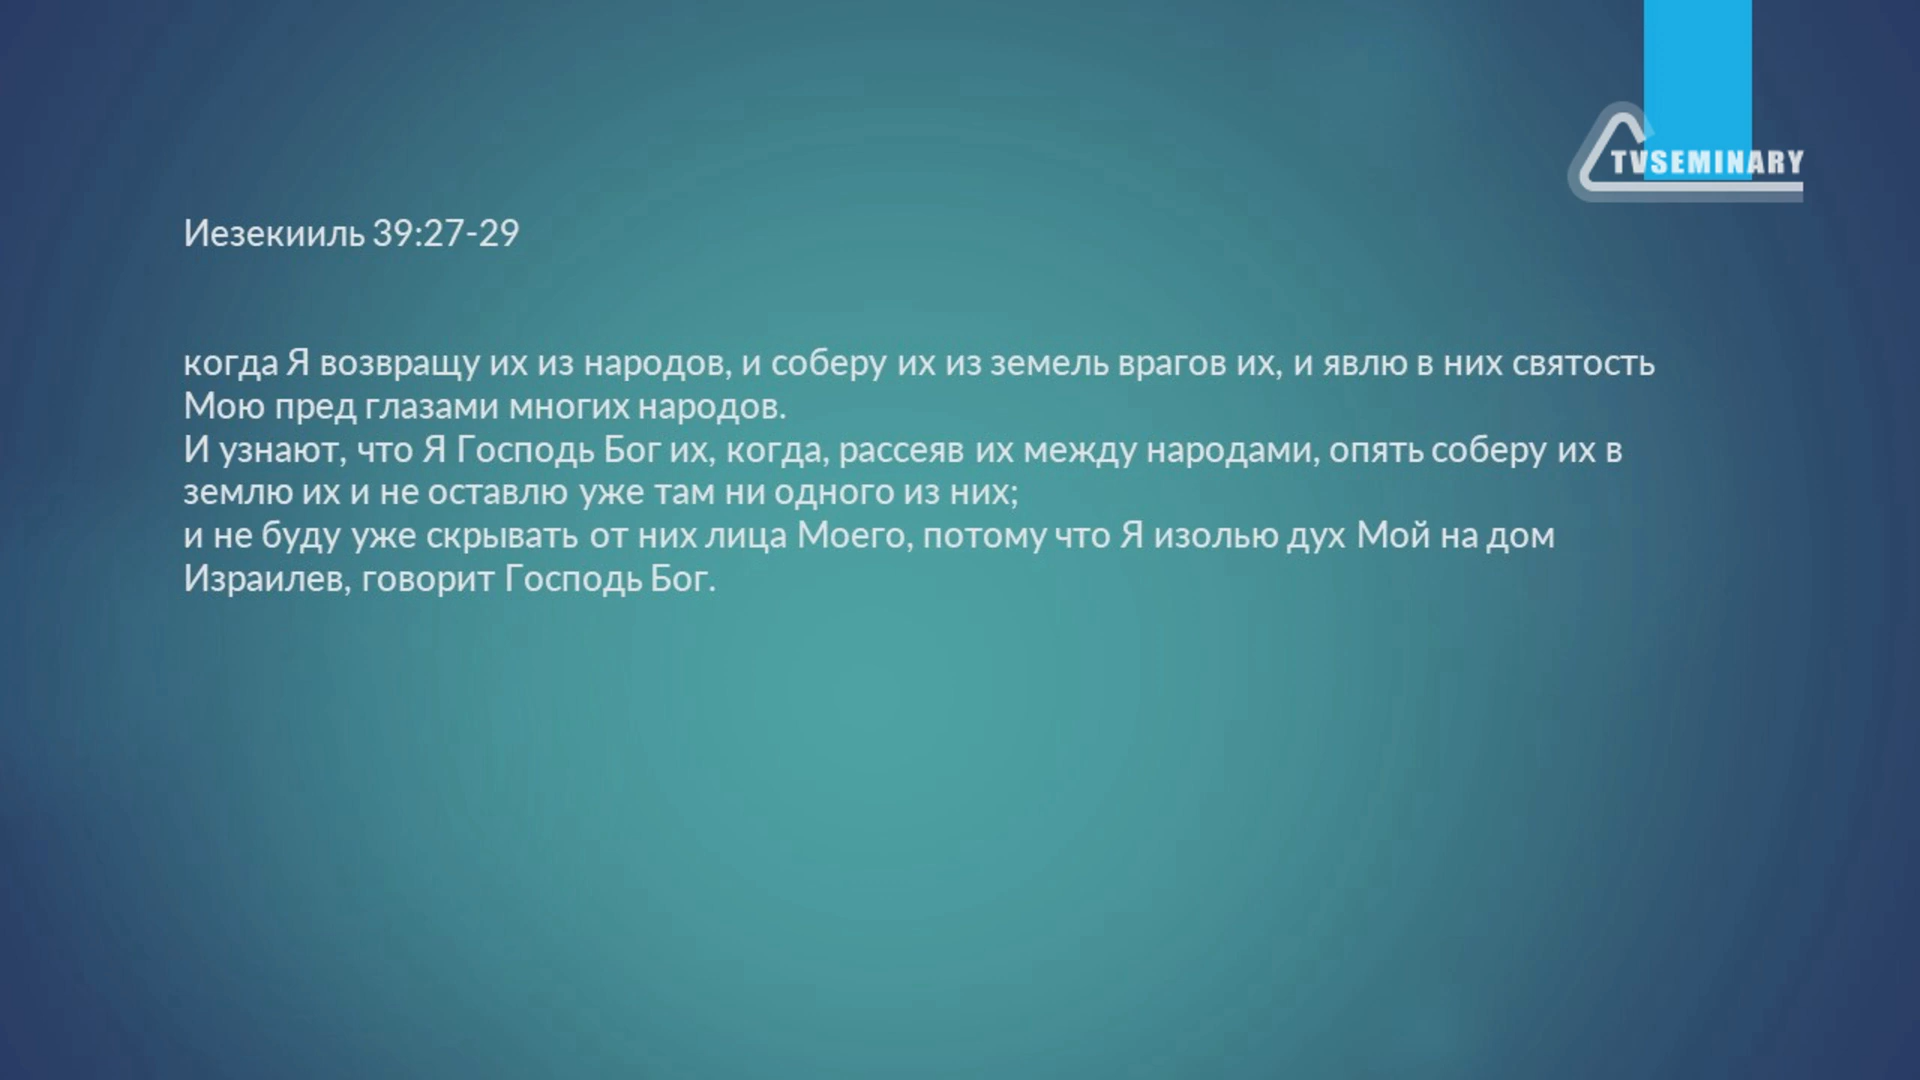 TVSEMINARY
Иезекииль 39:27-29
когда Я возвращу их из народов, и соберу их из земель врагов их, и явлю в них святость
Мою пред глазами многих народов.
И узнают, что Я Господь Бог их, когда, рассеяв их между народами, опять соберу их в
землю их и не оставлю уже там ни одного из них;
и не буду уже скрывать от них лица Моего, потому что Я изолью дух Мой на дом
Израилев, говорит Господь Бог.